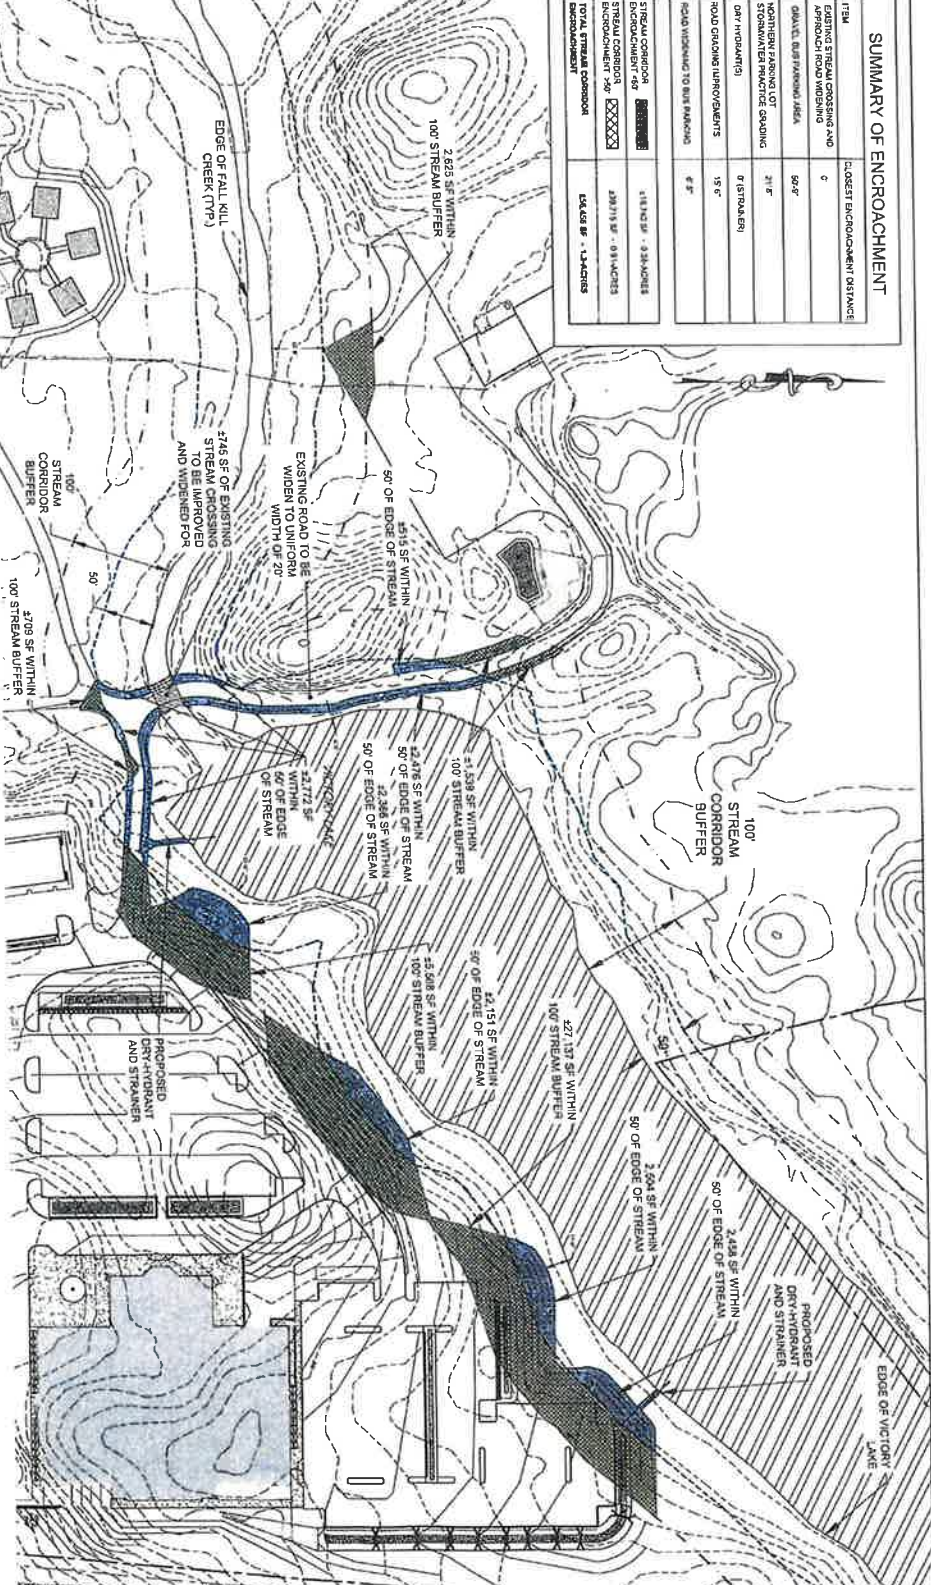 SUMMARY OF ENCROACHMENT
ITEM
CLOSEST ENCROACHMENT DISTANCE
EXISTING STREAM CROSSING AND
APPROACH ROAD WIDENING
GRAVEL BUS PARKING AREA
NORTHERN PARKING LOT
STORMWATER PRACTICE GRADING
DRY HYDRANT(S)
0' (STRAINER)
ROAD GRADING IMPROVEMENTS
15' 6"
ROAD WIDENING TO BUS PARKING
STREAM CORRIDOR
ENCROACHMENT
STREAM CORRIDOR
ENCROACHMENT >50'
TOTAL STREAM CORRIDOR
ENCROACHMENT
2,625 SF WITHIN
100' STREAM BUFFER
EDGE OF FALL KILL
CREEK (TYP.)
±515 SF WITHIN
50' OF EDGE OF STREAM
EXISTING ROAD TO BE
WIDEN TO UNIFORM
WIDTH OF 20'
±745 SF OF EXISTING
STREAM CROSSING
TO BE IMPROVED
AND WIDENED FOR
100'
STREAM
CORRIDOR
BUFFER
50'
±709 SF WITHIN
100' STREAM BUFFER
100'
STREAM
CORRIDOR
BUFFER
50'
±1,539 SF WITHIN
100' STREAM BUFFER
±2,476 SF WITHIN
50' OF EDGE OF STREAM
±2,366 SF WITHIN
50' OF EDGE OF STREAM
±2,772 SF
WITHIN
50' OF EDGE
OF STREAM
±5,508 SF WITHIN
100' STREAM BUFFER
±2,151 SF WITHIN
50' OF EDGE OF STREAM
±27,137 SF WITHIN
100' STREAM BUFFER
2,504 SF WITHIN
50' OF EDGE OF STREAM
2,458 SF WITHIN
50' OF EDGE OF STREAM
PROPOSED
DRY-HYDRANT
AND STRAINER
PROPOSED
DRY-HYDRANT
AND STRAINER
EDGE OF VICTORY
LAKE